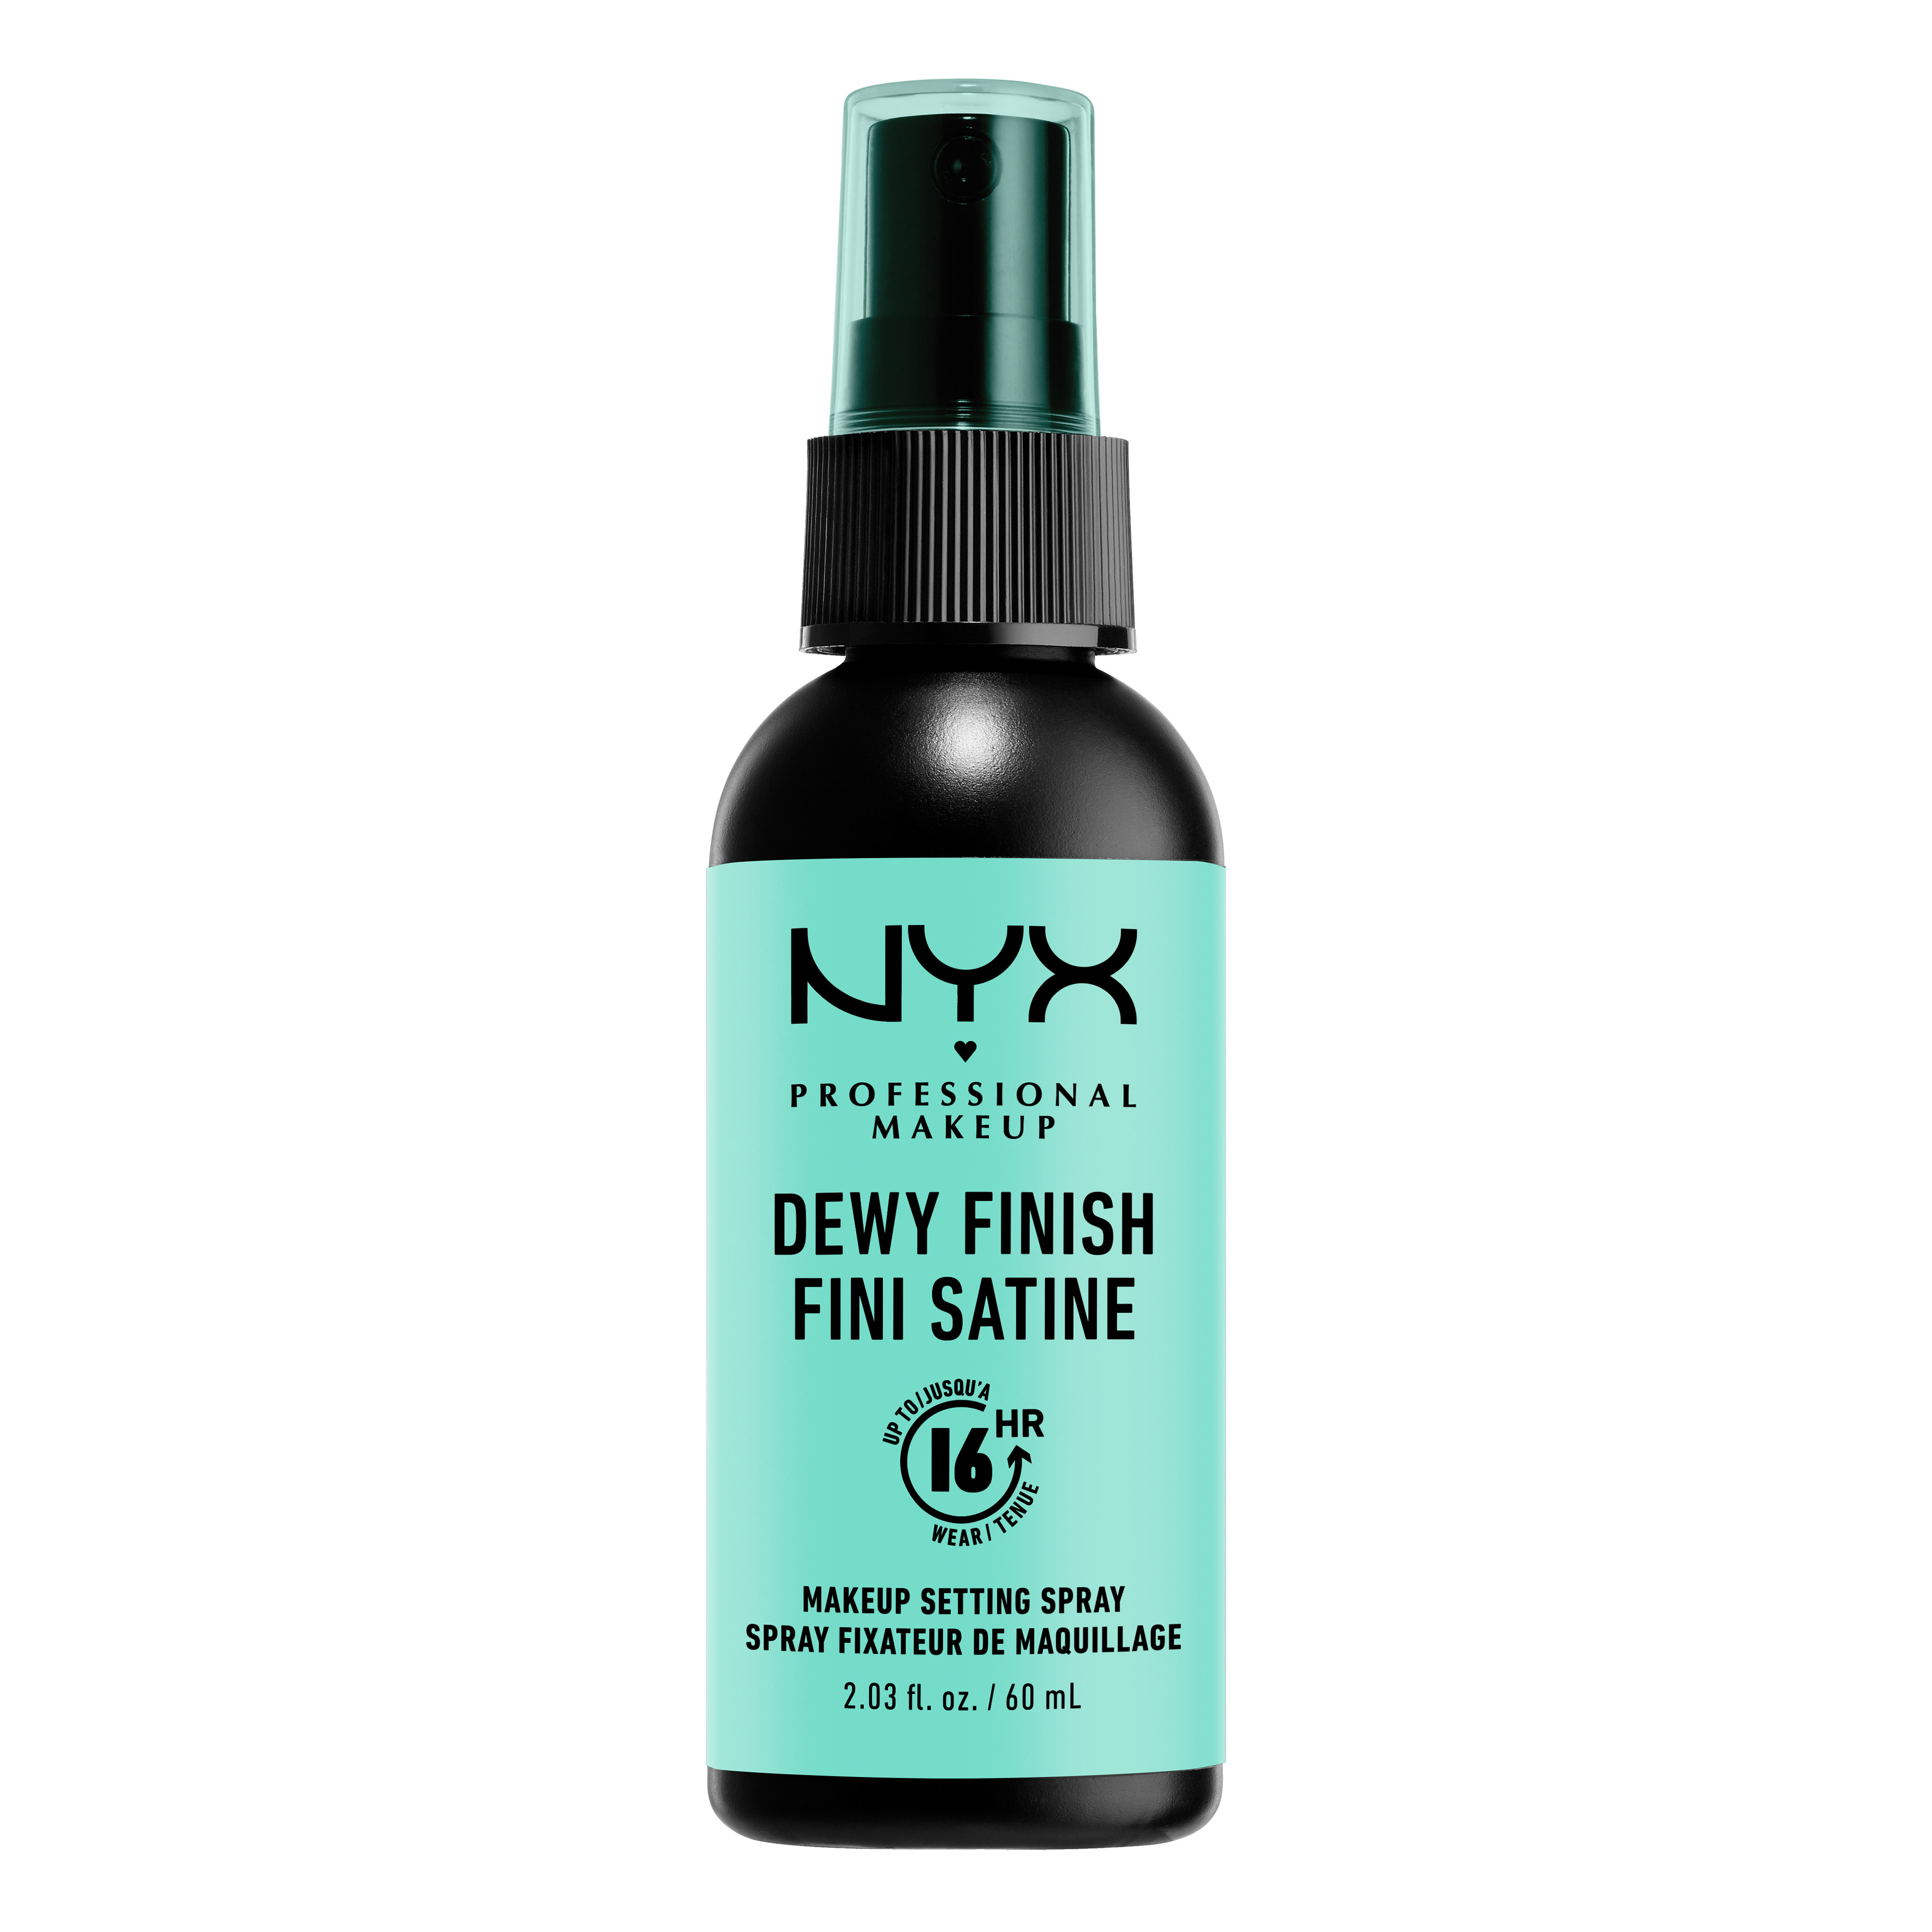 NYX
PROFESSIONAL
MAKEUP
DEWY FINISH
FINI SATINE
UP TO/JUSQU'A
16 HR
WEAR/TENUE
MAKEUP SETTING SPRAY
SPRAY FIXATEUR DE MAQUILLAGE
2.03 fl. oz. / 60 mL